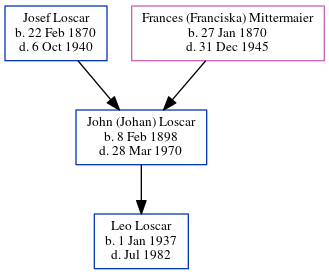 Josef Loscar
b. 22 Feb 1870
d. 6 Oct 1940
Frances (Franciska) Mittermaier
b. 27 Jan 1870
d. 31 Dec 1945
John (Johan) Loscar
b. 8 Feb 1898
d. 28 Mar 1970
Leo Loscar
b. 1 Jan 1937
d. Jul 1982